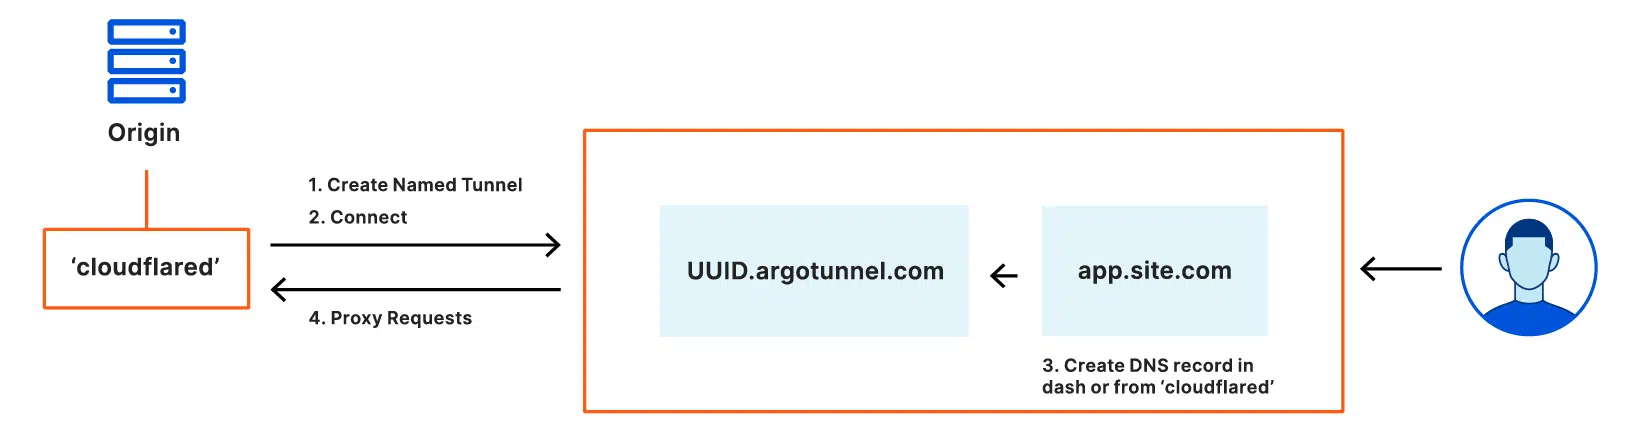 Origin
‘cloudflared’
1. Create Named Tunnel
2. Connect
4. Proxy Requests
UUID.argotunnel.com
app.site.com
3. Create DNS record in
dash or from ‘cloudflared’